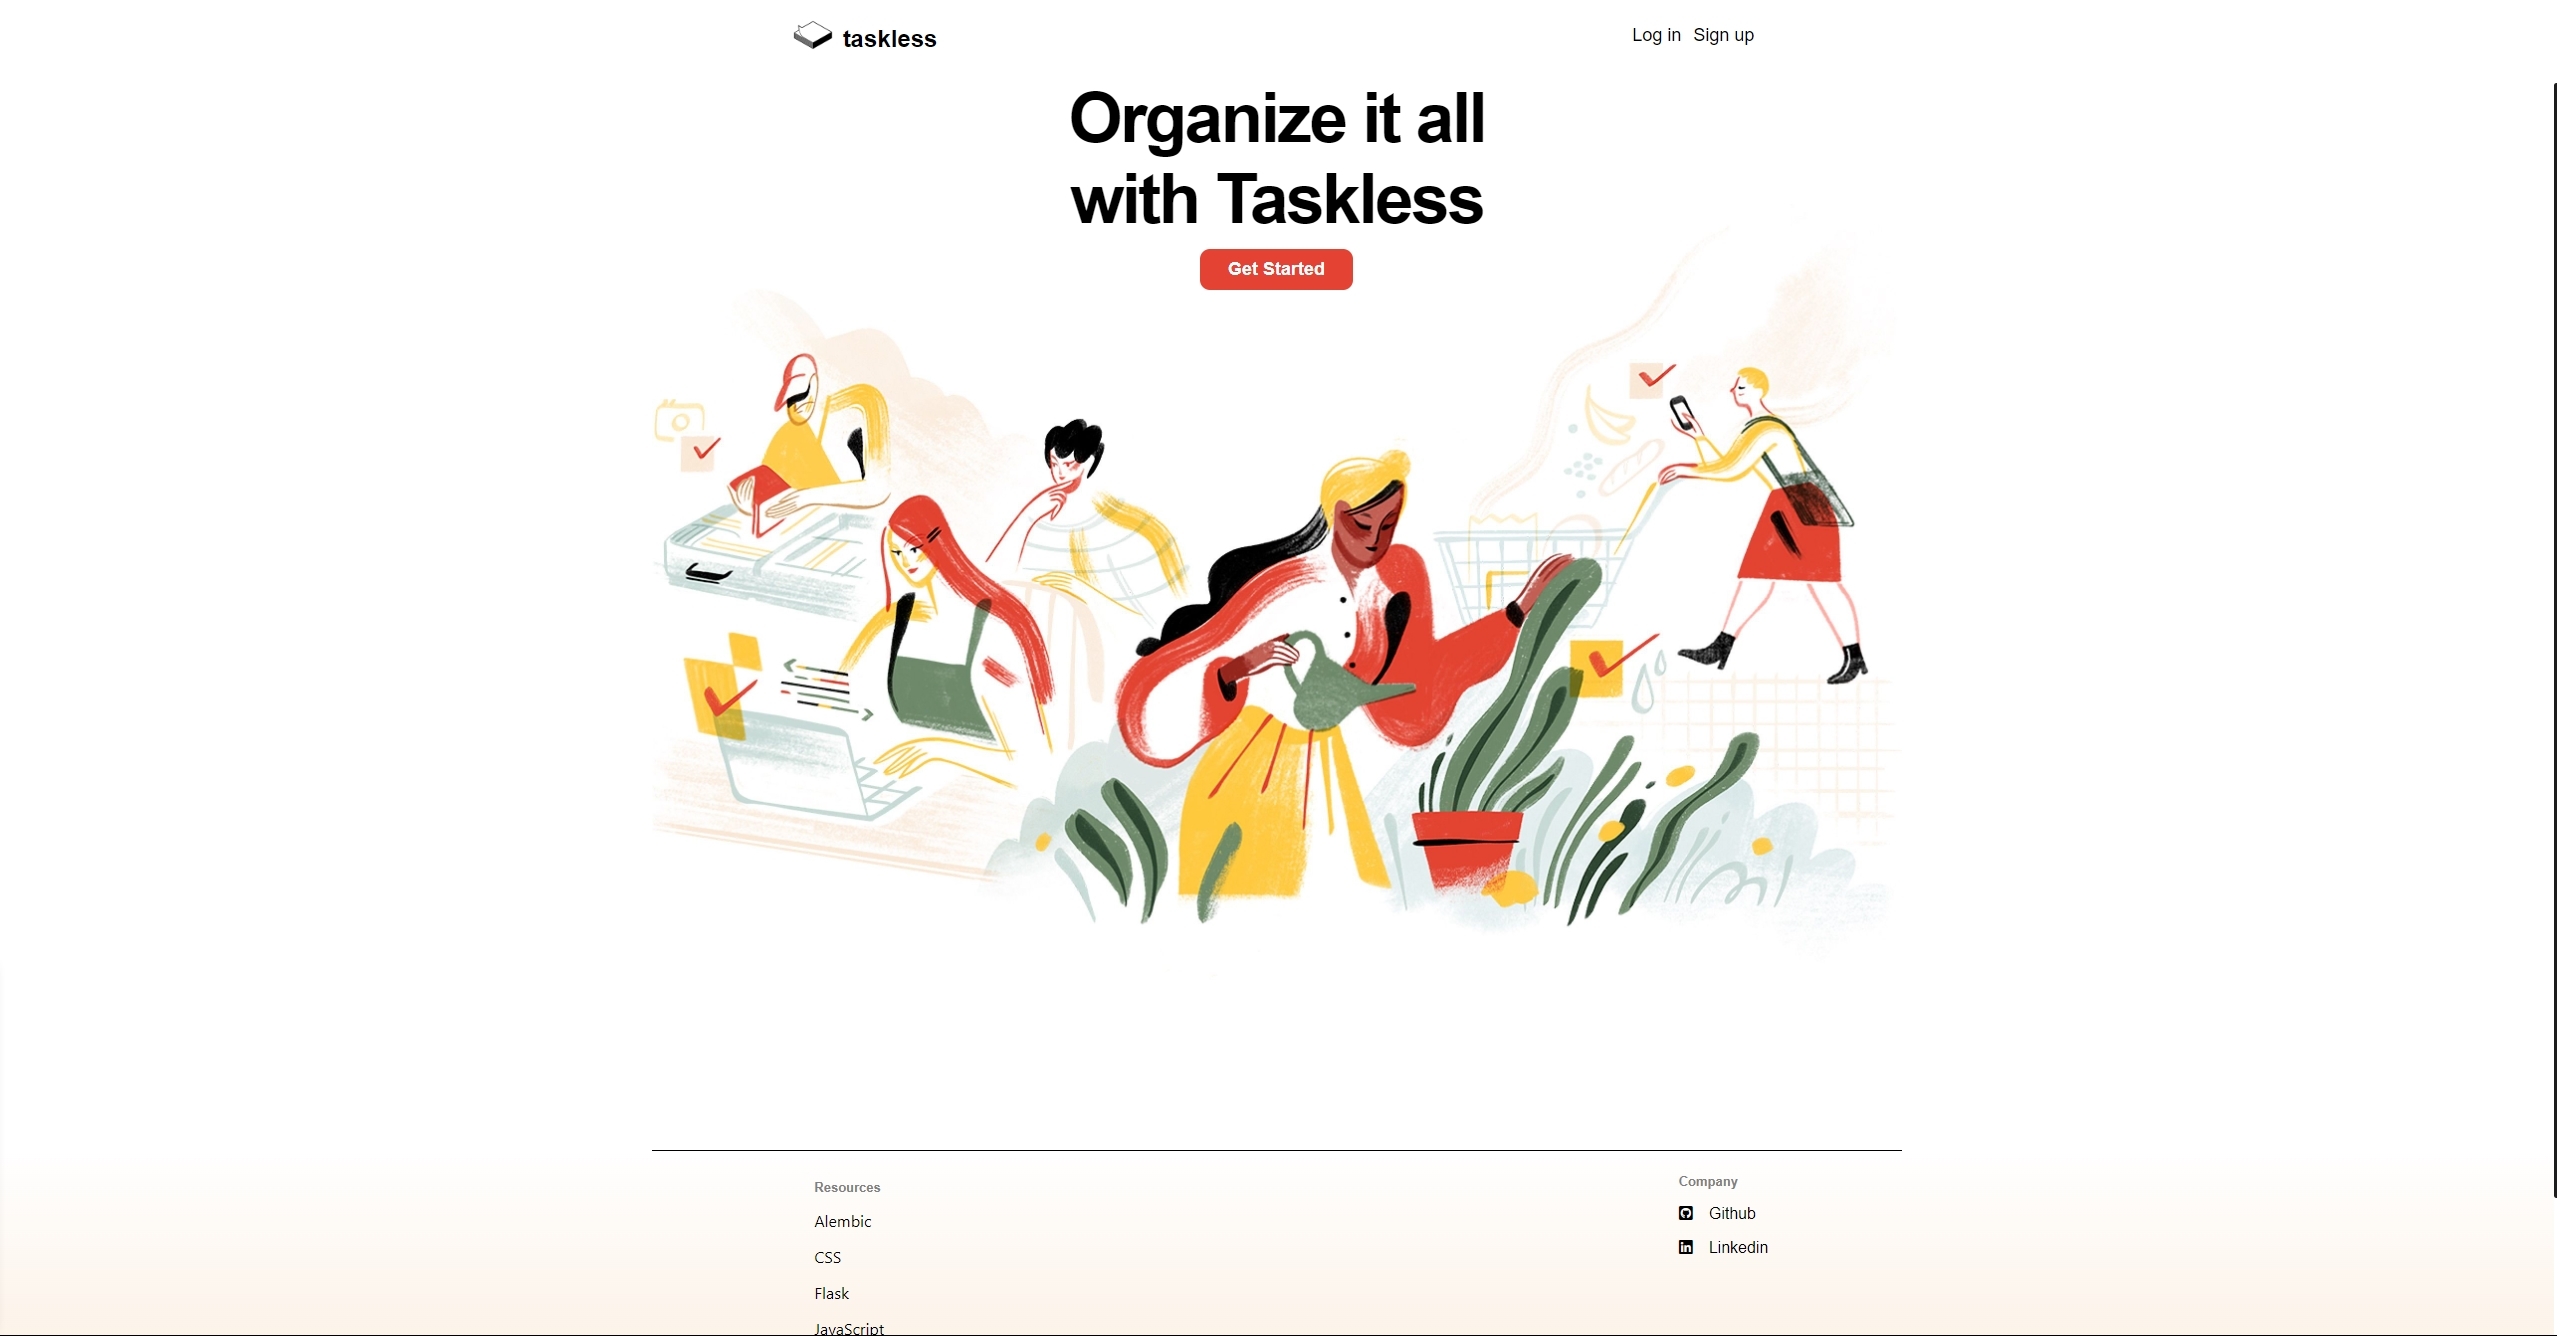 taskless
Log in Sign up
Organize it all
with Taskless
Get Started
Resources
Alembic
CSS
Flask
JavaScript
Company
Github
Linkedin